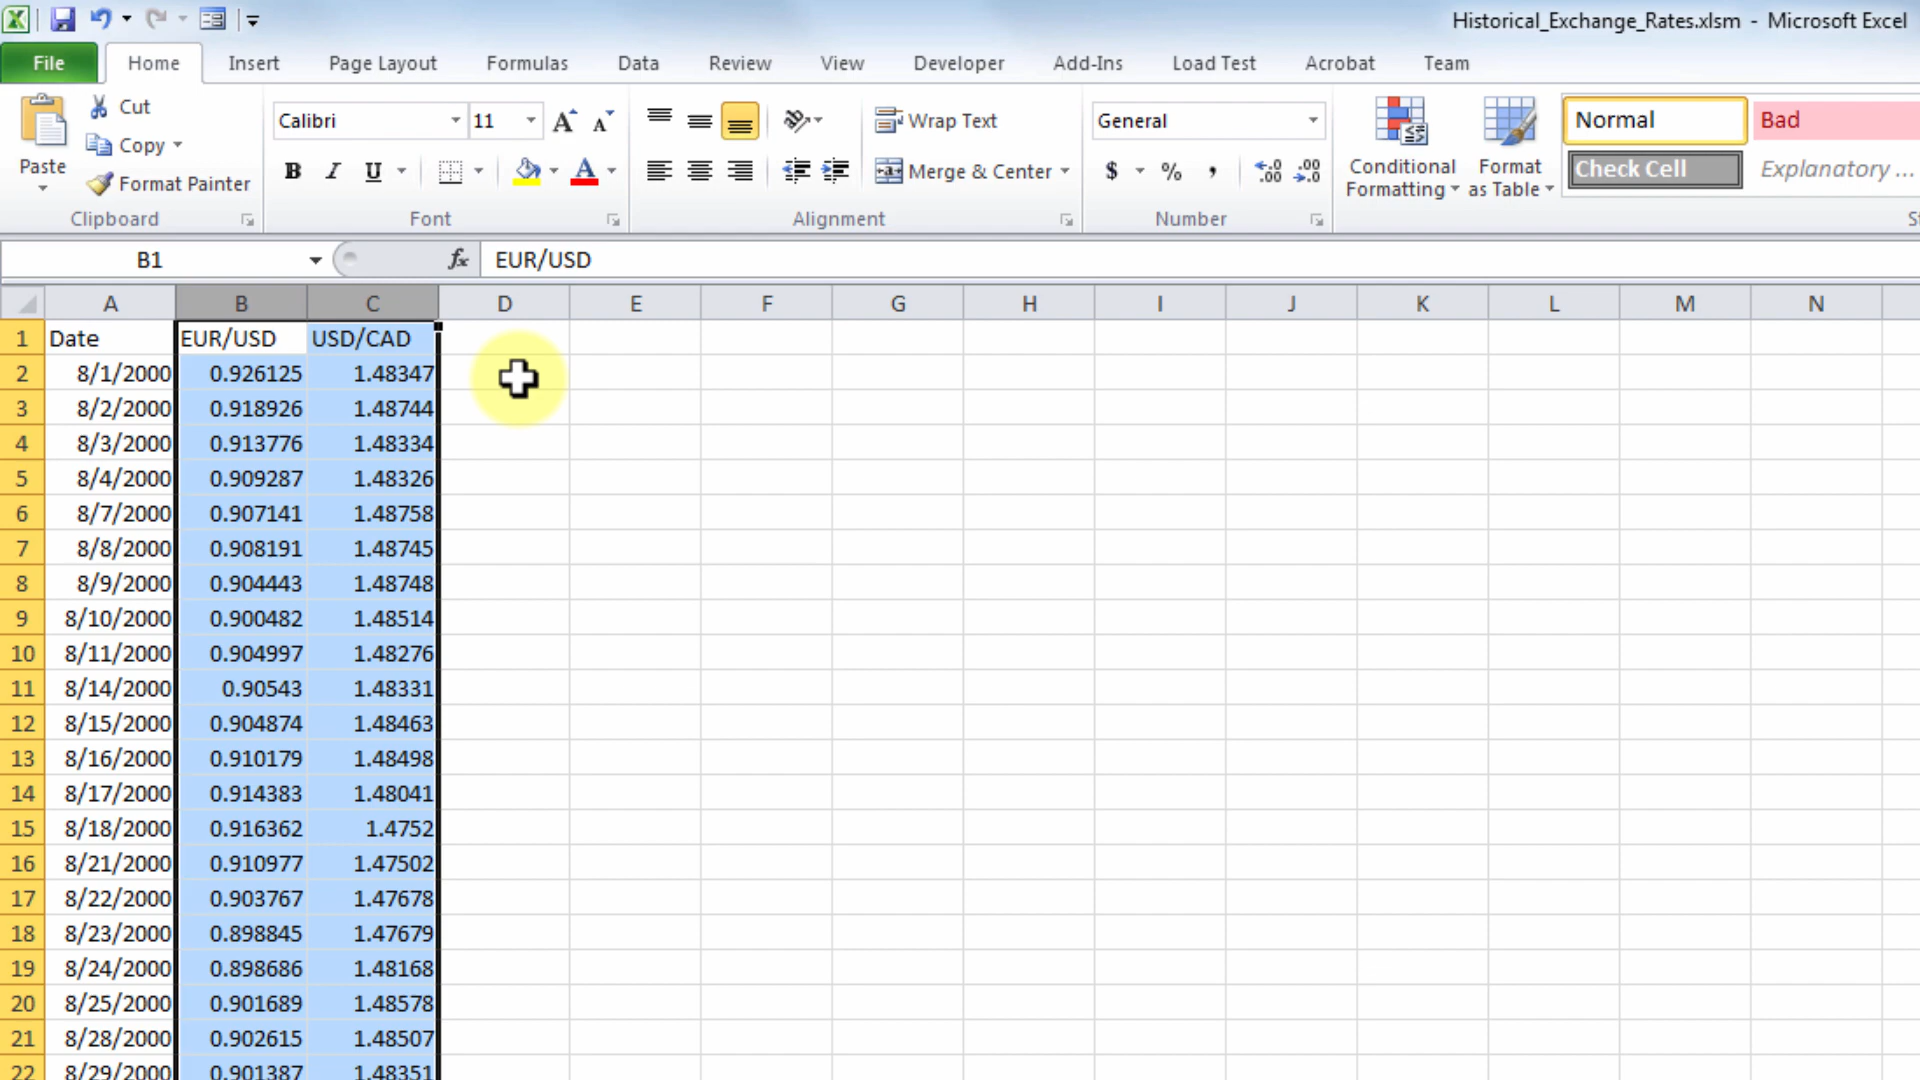 Historical_Exchange_Rates.xlsm - Microsoft Excel
File Home Insert Page Layout Formulas Data Review View Developer Add-Ins Load Test Acrobat Team
Paste
Cut
Copy
Format Painter
Clipboard
Calibri 11
B I U A
Font
Wrap Text
Merge & Center
Alignment
General
$ % , .00 .00
Number
Conditional Formatting
Format as Table
Normal Bad
Check Cell Explanatory ...
B1 fx EUR/USD
A B C D E F G H I J K L M N
1 Date EUR/USD USD/CAD
2 8/1/2000 0.926125 1.48347
3 8/2/2000 0.918926 1.48744
4 8/3/2000 0.913776 1.48334
5 8/4/2000 0.909287 1.48326
6 8/7/2000 0.907141 1.48758
7 8/8/2000 0.908191 1.48745
8 8/9/2000 0.904443 1.48748
9 8/10/2000 0.900482 1.48514
10 8/11/2000 0.904997 1.48276
11 8/14/2000 0.90543 1.48331
12 8/15/2000 0.904874 1.48463
13 8/16/2000 0.910179 1.48498
14 8/17/2000 0.914383 1.48041
15 8/18/2000 0.916362 1.4752
16 8/21/2000 0.910977 1.47502
17 8/22/2000 0.903767 1.47678
18 8/23/2000 0.898845 1.47679
19 8/24/2000 0.898686 1.48168
20 8/25/2000 0.901689 1.48578
21 8/28/2000 0.902615 1.48507
22 8/29/2000 0.901387 1.48351